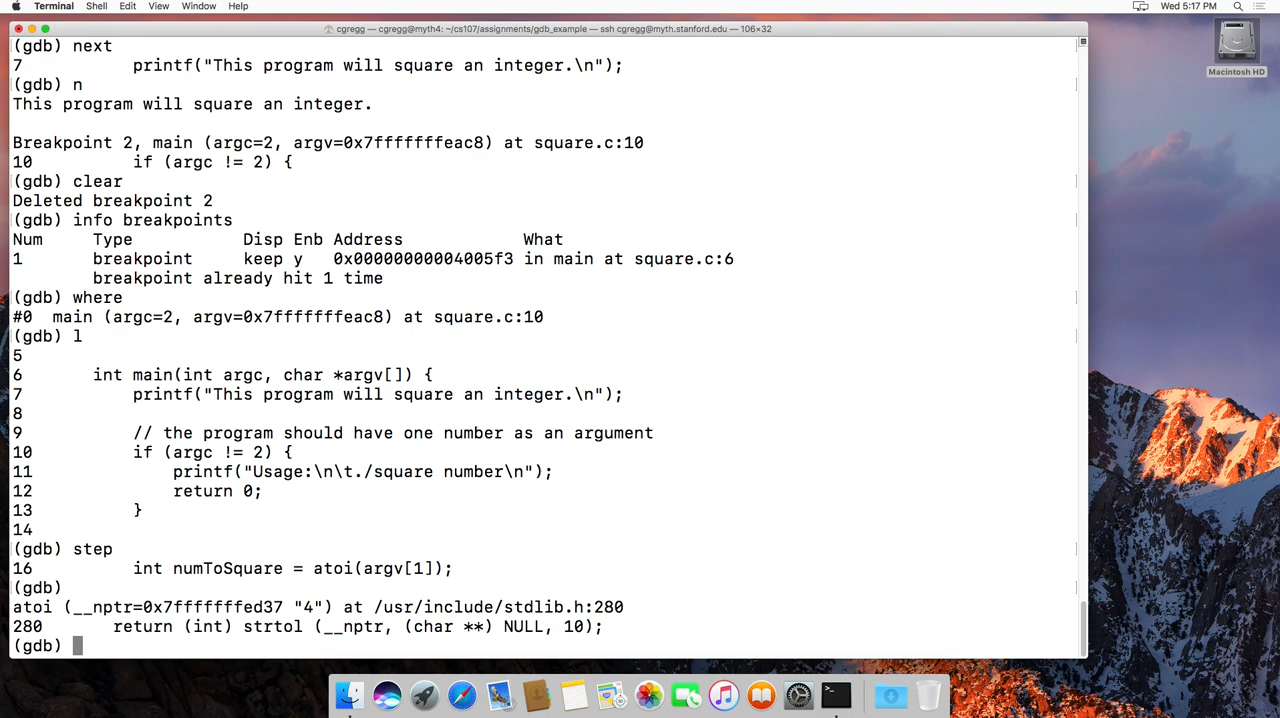 Terminal Shell Edit View Window Help Wed 5:17 PM
cgregg — cgregg@myth4: ~/cs107/assignments/gdb_example — ssh cgregg@myth.stanford.edu — 106×32
Macintosh HD
(gdb) next
7 printf("This program will square an integer.\n");
(gdb) n
This program will square an integer.
Breakpoint 2, main (argc=2, argv=0x7fffffffeac8) at square.c:10
10 if (argc != 2) {
(gdb) clear
Deleted breakpoint 2
(gdb) info breakpoints
Num Type Disp Enb Address What
1 breakpoint keep y 0x00000000004005f3 in main at square.c:6
breakpoint already hit 1 time
(gdb) where
#0 main (argc=2, argv=0x7fffffffeac8) at square.c:10
(gdb) l
5
6 int main(int argc, char *argv[]) {
7 printf("This program will square an integer.\n");
8
9 // the program should have one number as an argument
10 if (argc != 2) {
11 printf("Usage:\n\t./square number\n");
12 return 0;
13 }
14
(gdb) step
16 int numToSquare = atoi(argv[1]);
(gdb)
atoi (__nptr=0x7fffffffed37 "4") at /usr/include/stdlib.h:280
280 return (int) strtol (__nptr, (char **) NULL, 10);
(gdb)